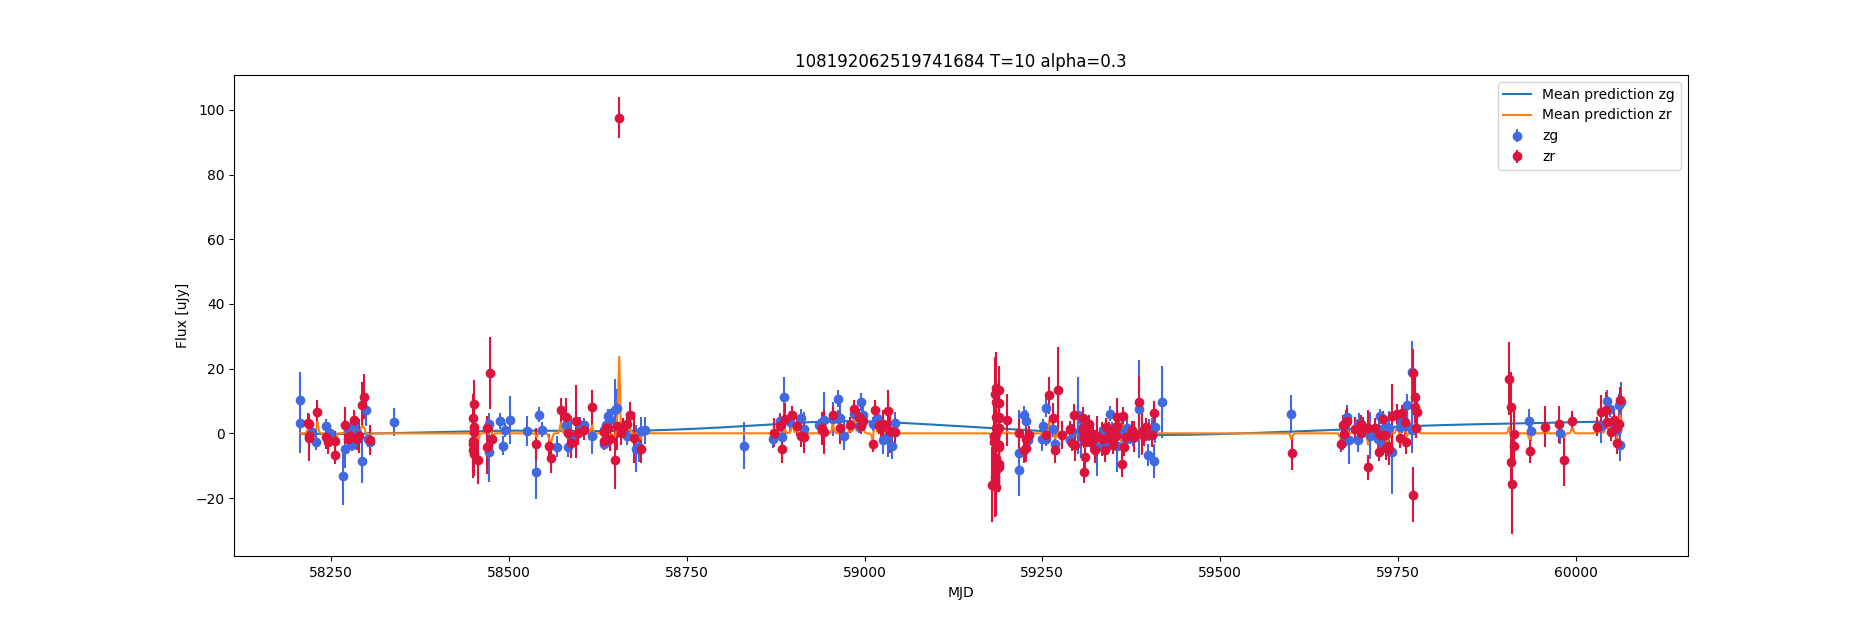 108192062519741684 T=10 alpha=0.3
Mean prediction zg
Mean prediction zr
zg
zr
Flux [uJy]
100
80
60
40
20
0
−20
58250 58500 58750 59000 59250 59500 59750 60000
MJD